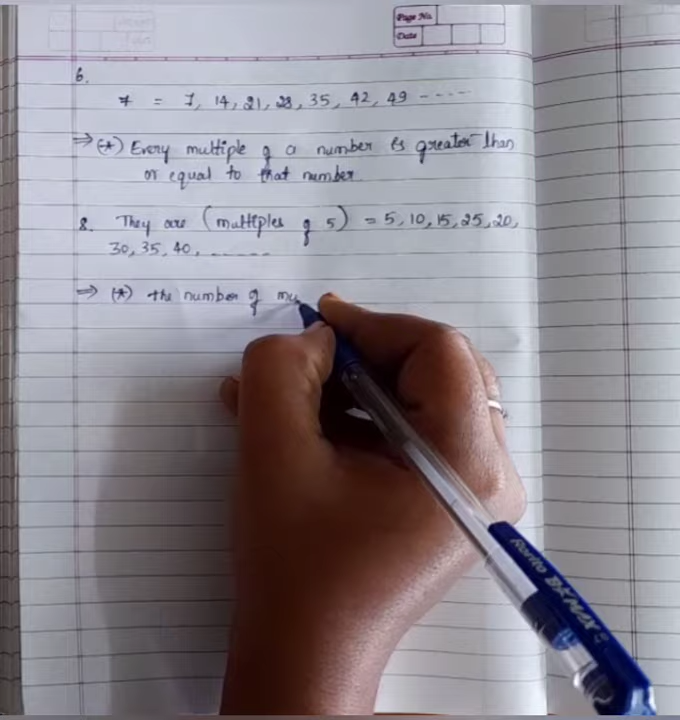 Page No.
Date
6.
7 = 7, 14, 21, 28, 35, 42, 49 -----
⇒ (*) Every multiple of a number is greater than
or equal to that number.
8. They are (multiples of 5) = 5, 10, 15, 25, 20,
30, 35, 40, ------
⇒ (*) the number of mu
Rorito BKMAX